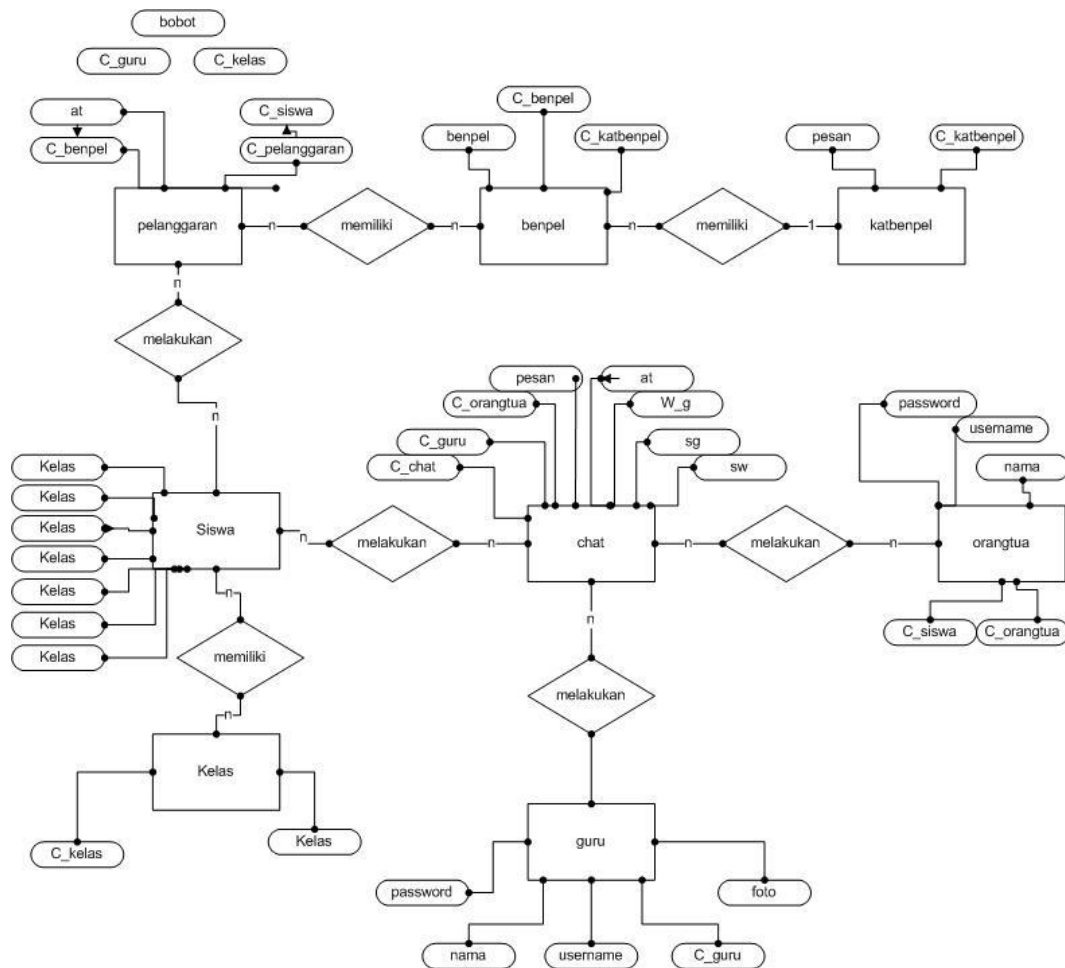 bobot
C_guru
C_kelas
at
C_siswa
C_benpel
C_pelanggaran
benpel
C_benpel
C_katbenpel
pesan
C_katbenpel
pelanggaran
n
memiliki
n
benpel
n
memiliki
1
katbenpel
n
melakukan
n
pesan
at
C_orangtua
W_g
C_guru
sg
C_chat
sw
password
username
nama
Kelas
Kelas
Kelas
Kelas
Kelas
Kelas
Kelas
Siswa
n
melakukan
n
chat
n
melakukan
n
orangtua
C_siswa
C_orangtua
n
memiliki
n
Kelas
C_kelas
Kelas
n
melakukan
guru
password
foto
nama
username
C_guru